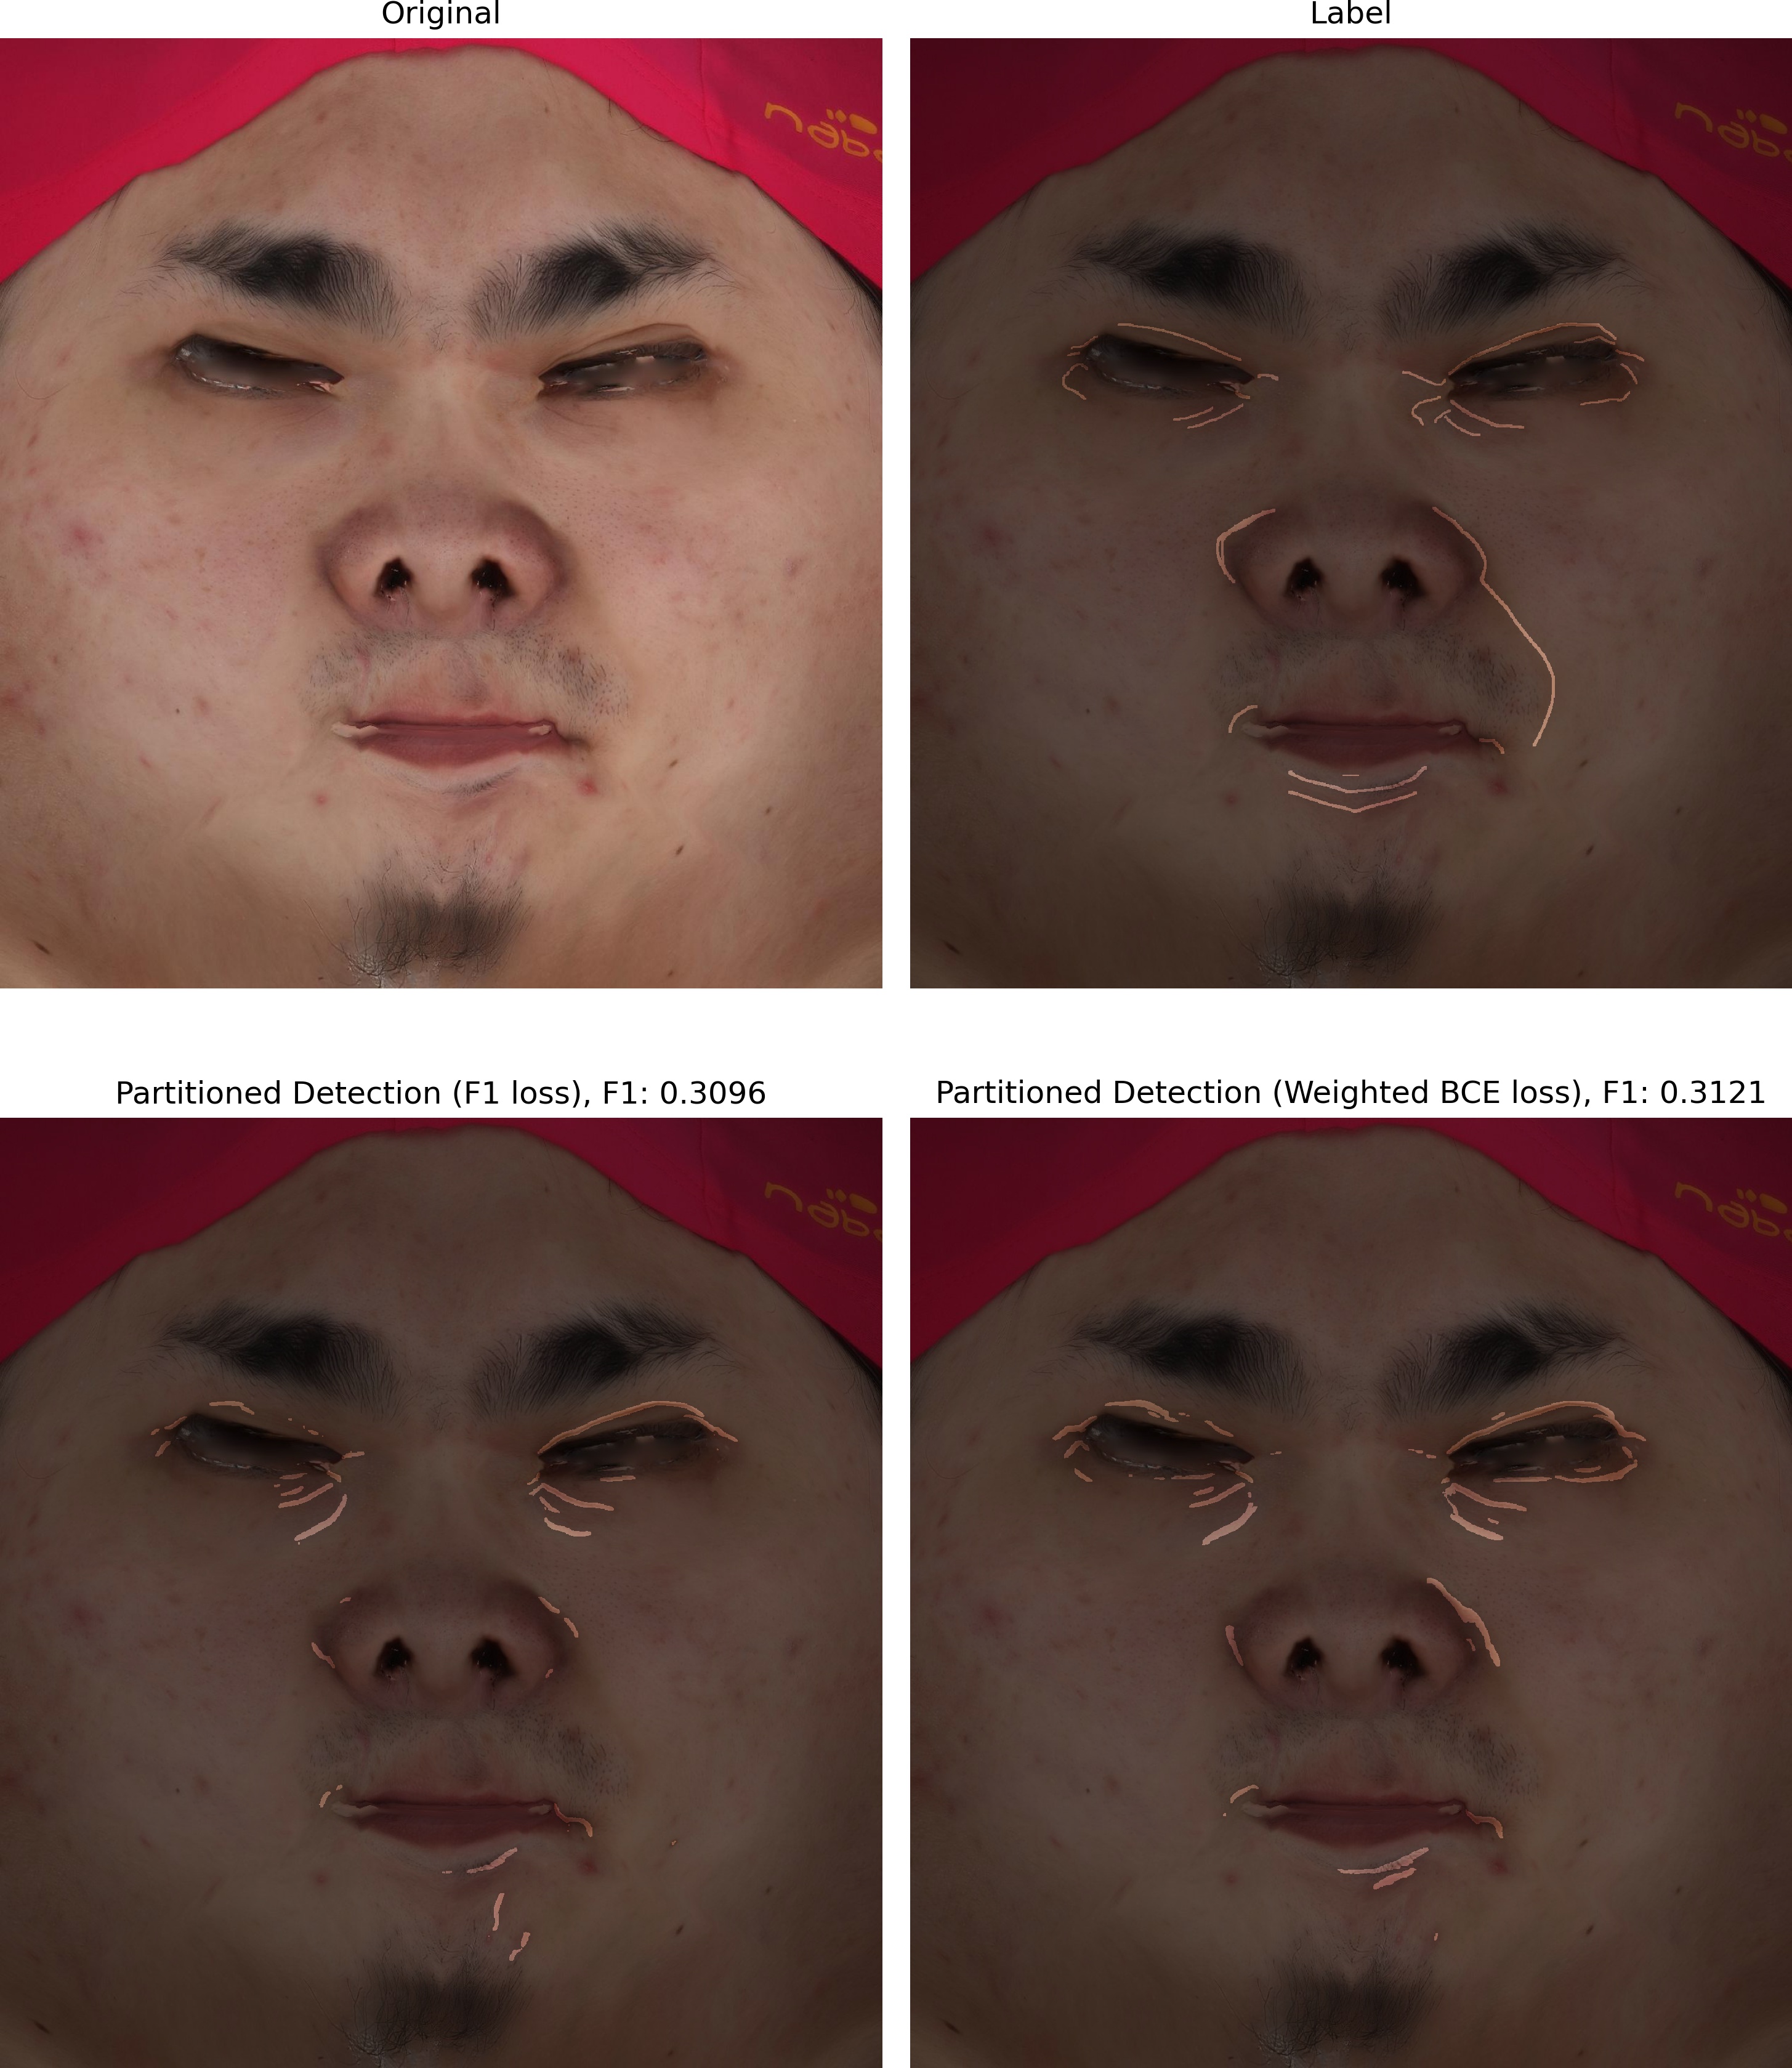 Original
Label
Partitioned Detection (F1 loss), F1: 0.3096
Partitioned Detection (Weighted BCE loss), F1: 0.3121